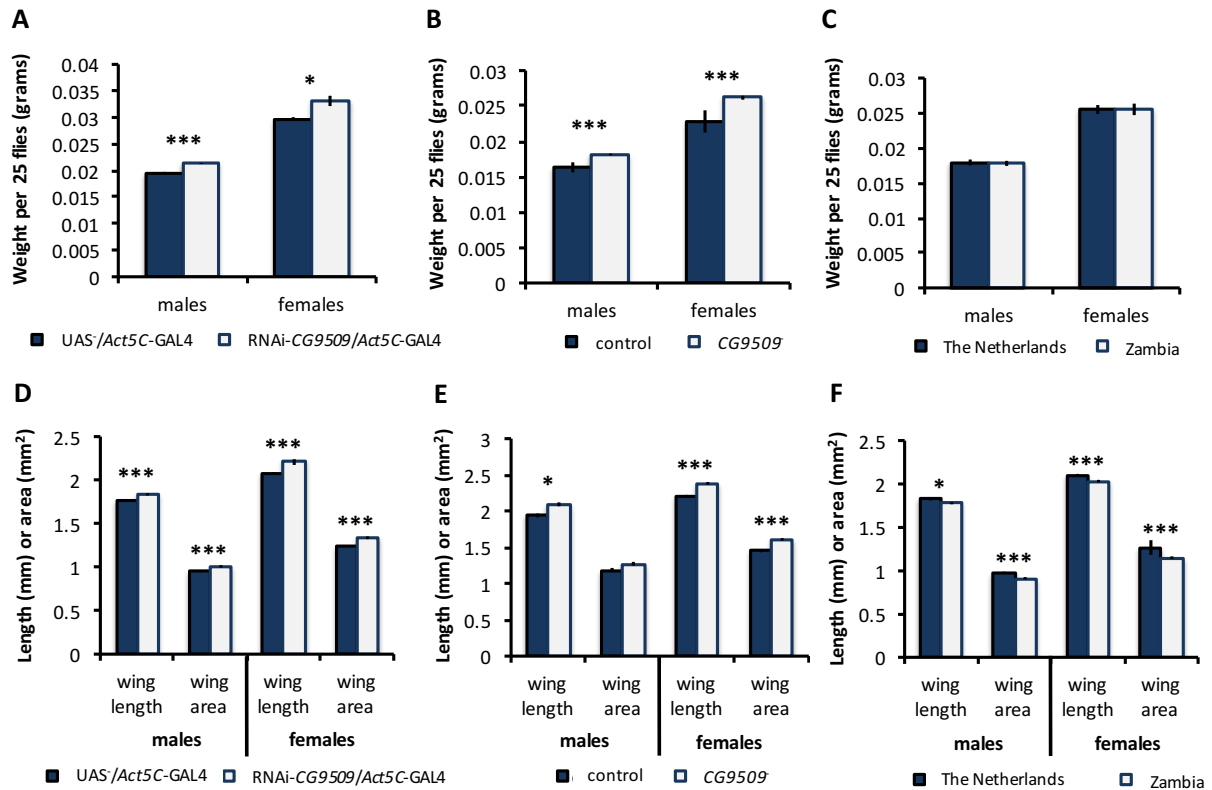 A
Weight per 25 flies (grams)
0.04
0.035
0.03
0.025
0.02
0.015
0.01
0.005
0
***
*
males
females
UAS-/Act5C-GAL4
RNAi-CG9509/Act5C-GAL4
B
Weight per 25 flies (grams)
0.03
0.025
0.02
0.015
0.01
0.005
0
***
***
males
females
control
CG9509-
C
Weight per 25 flies (grams)
0.03
0.025
0.02
0.015
0.01
0.005
0
males
females
The Netherlands
Zambia
D
Length (mm) or area (mm²)
2.5
2
1.5
1
0.5
0
***
***
***
***
wing length
wing area
wing length
wing area
males
females
UAS-/Act5C-GAL4
RNAi-CG9509/Act5C-GAL4
E
Length (mm) or area (mm²)
3
2.5
2
1.5
1
0.5
0
*
***
***
wing length
wing area
wing length
wing area
males
females
control
CG9509-
F
Length (mm) or area (mm²)
2.5
2
1.5
1
0.5
0
*
***
***
***
wing length
wing area
wing length
wing area
males
females
The Netherlands
Zambia